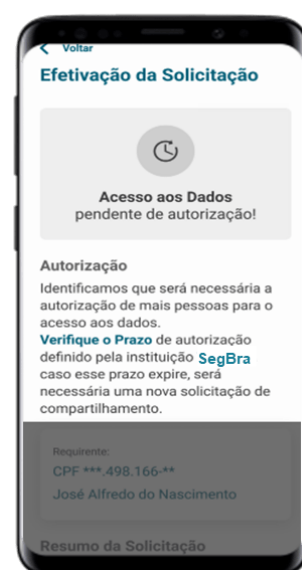 Voltar
Efetivação da Solicitação
Acesso aos Dados
pendente de autorização!
Autorização
Identificamos que será necessária a
autorização de mais pessoas para o
acesso aos dados.
Verifique o Prazo de autorização
definido pela instituição SegBra
caso esse prazo expire, será
necessária uma nova solicitação de
compartilhamento.
Requirente:
CPF ***.498.166-**
José Alfredo do Nascimento
Resumo da Solicitação